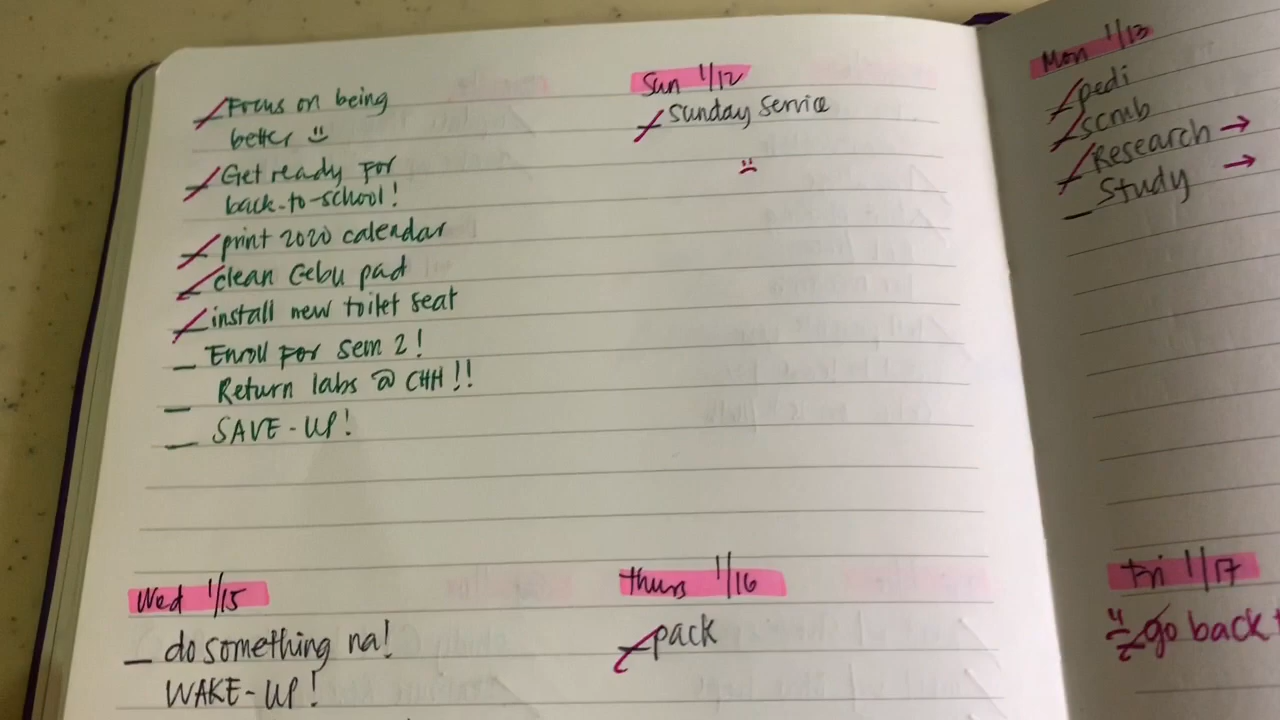 Focus on being
better
Get ready for
back-to-school!
print 2020 calendar
clean Cebu pad
install new toilet seat
Enroll for sem 2!
Return labs @ CHH!!
SAVE-UP!
Sun 1/12
sunday service
Mon 1/13
pedi
scrub
Research →
Study →
Wed 1/15
do something na!
WAKE-UP!
Thurs 1/16
pack
Fri 1/17
go back